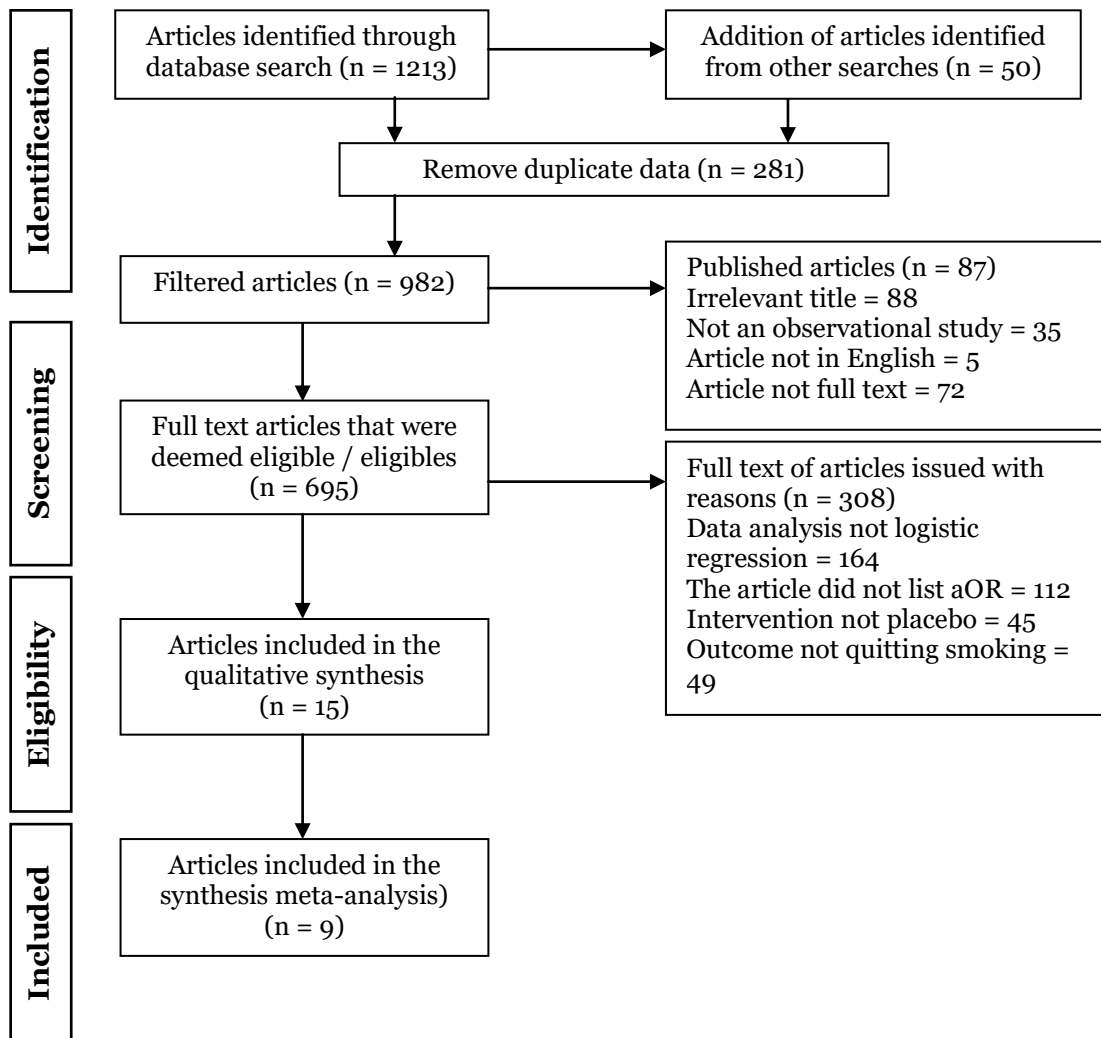 Identification
Articles identified through
database search (n = 1213)
Addition of articles identified
from other searches (n = 50)
Remove duplicate data (n = 281)
Filtered articles (n = 982)
Published articles (n = 87)
Irrelevant title = 88
Not an observational study = 35
Article not in English = 5
Article not full text = 72
Screening
Full text articles that were
deemed eligible / eligibles
(n = 695)
Full text of articles issued with
reasons (n = 308)
Data analysis not logistic
regression = 164
The article did not list aOR = 112
Intervention not placebo = 45
Outcome not quitting smoking =
49
Eligibility
Articles included in the
qualitative synthesis
(n = 15)
Included
Articles included in the
synthesis meta-analysis)
(n = 9)